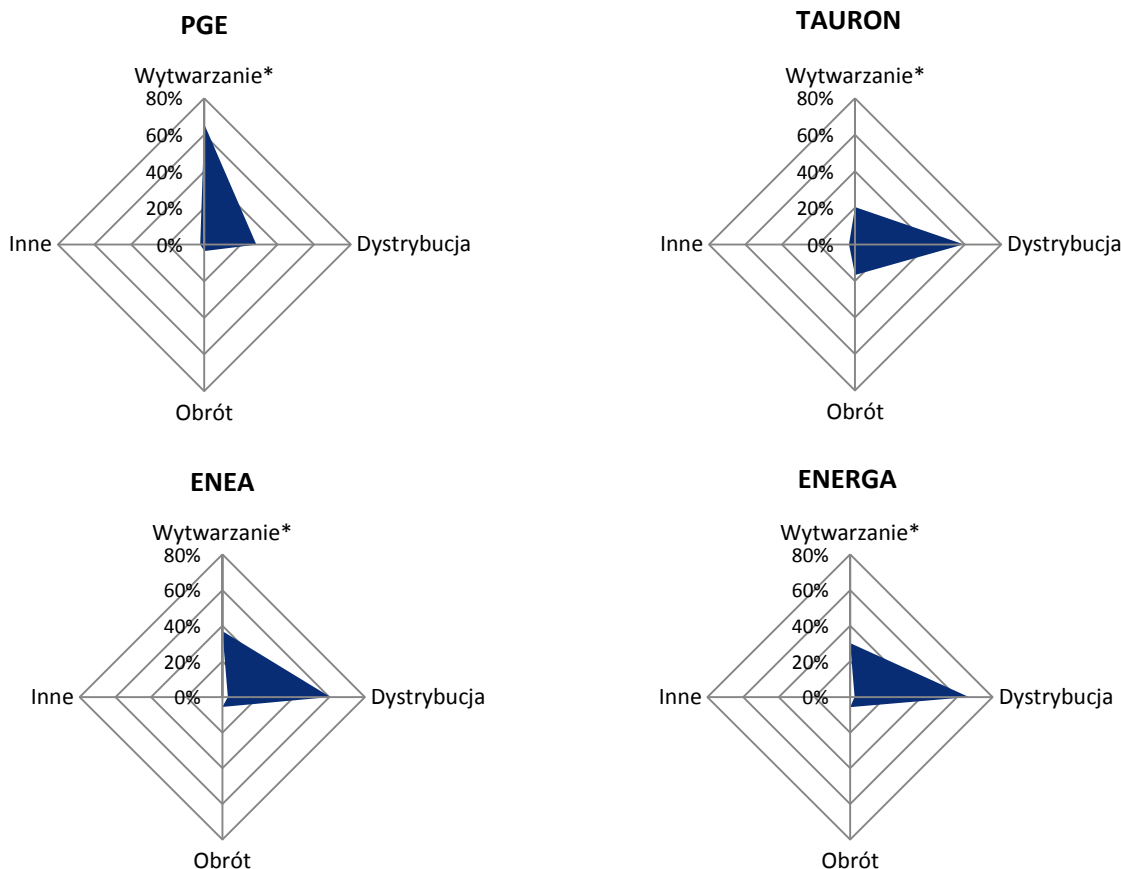 PGE
Wytwarzanie*
80%
60%
40%
20%
0%
Inne
Dystrybucja
Obrót
TAURON
Wytwarzanie*
80%
60%
40%
20%
0%
Inne
Dystrybucja
Obrót
ENEA
Wytwarzanie*
80%
60%
40%
20%
0%
Inne
Dystrybucja
Obrót
ENERGA
Wytwarzanie*
80%
60%
40%
20%
0%
Inne
Dystrybucja
Obrót